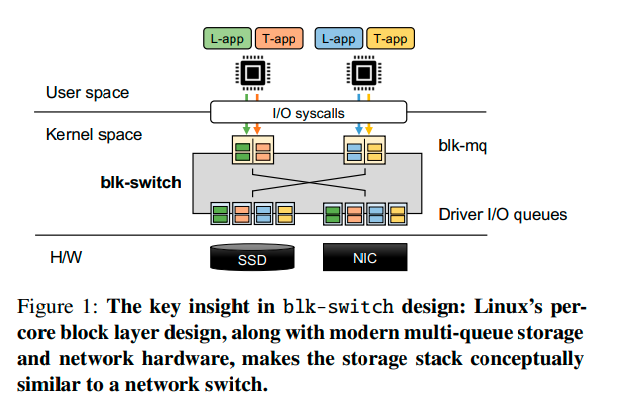 L-app T-app L-app T-app
User space
I/O syscalls
Kernel space
blk-mq
blk-switch
Driver I/O queues
H/W
SSD
NIC
Figure 1: The key insight in blk-switch design: Linux's per-
core block layer design, along with modern multi-queue storage
and network hardware, makes the storage stack conceptually
similar to a network switch.